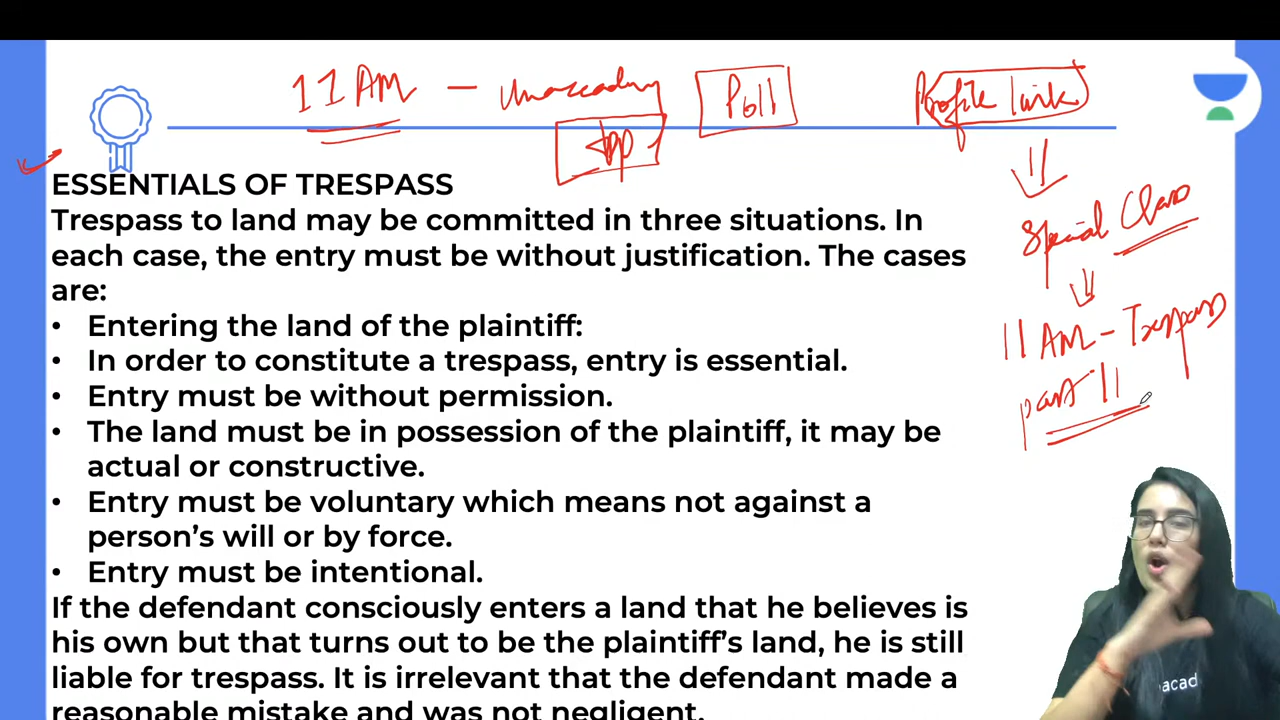 11 AM - Unacademy
App
Poll
Profile link
Special Class
11 AM - Trespass
part II
ESSENTIALS OF TRESPASS
Trespass to land may be committed in three situations. In
each case, the entry must be without justification. The cases
are:
• Entering the land of the plaintiff:
• In order to constitute a trespass, entry is essential.
• Entry must be without permission.
• The land must be in possession of the plaintiff, it may be
actual or constructive.
• Entry must be voluntary which means not against a
person’s will or by force.
• Entry must be intentional.
If the defendant consciously enters a land that he believes is
his own but that turns out to be the plaintiff’s land, he is still
liable for trespass. It is irrelevant that the defendant made a
reasonable mistake and was not negligent.
acad